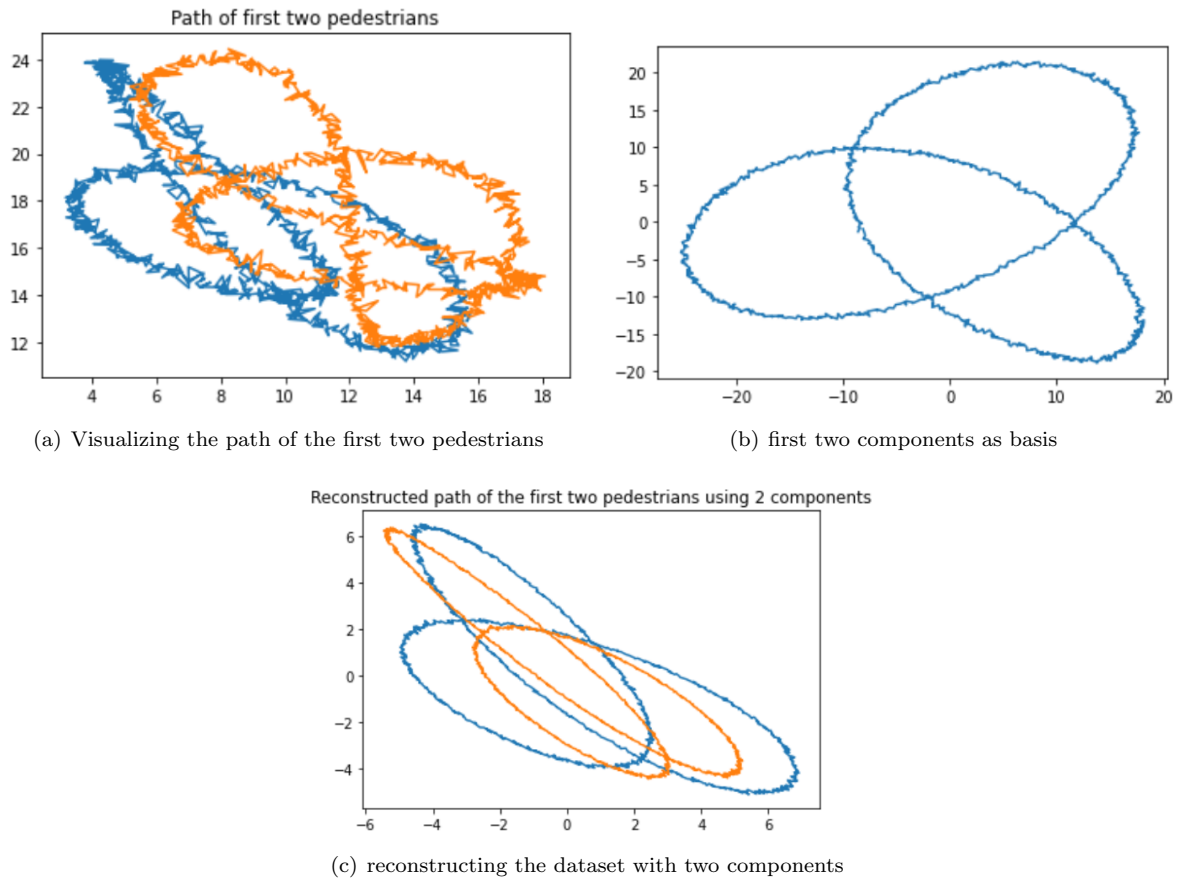 Path of first two pedestrians
24
22
20
18
16
14
12
4 6 8 10 12 14 16 18
(a) Visualizing the path of the first two pedestrians
20
15
10
5
0
−5
−10
−15
−20
−20 −10 0 10 20
(b) first two components as basis
Reconstructed path of the first two pedestrians using 2 components
6
4
2
0
−2
−4
−6 −4 −2 0 2 4 6
(c) reconstructing the dataset with two components